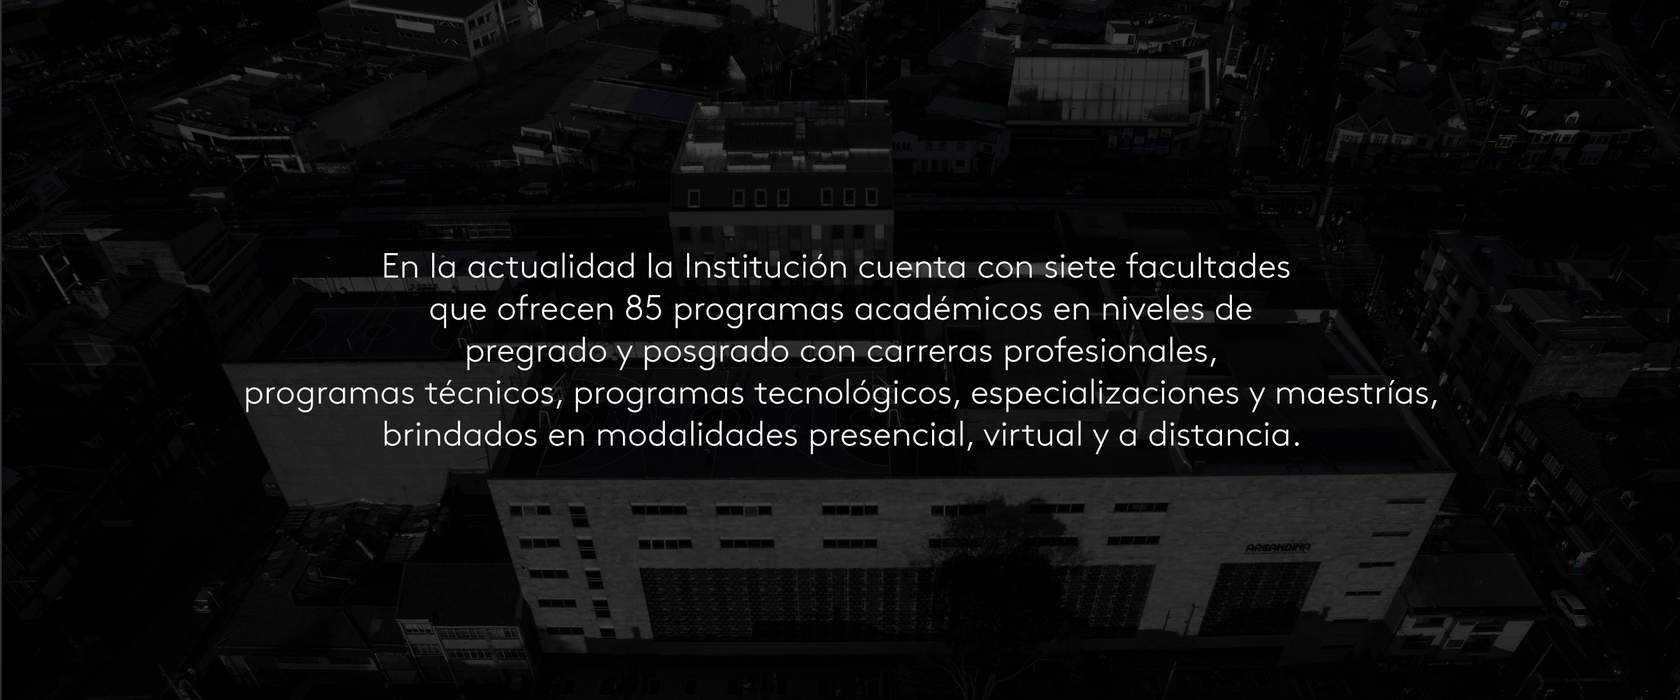 En la actualidad la Institución cuenta con siete facultades
que ofrecen 85 programas académicos en niveles de
pregrado y posgrado con carreras profesionales,
programas técnicos, programas tecnológicos, especializaciones y maestrías,
brindados en modalidades presencial, virtual y a distancia.
AREANDINA